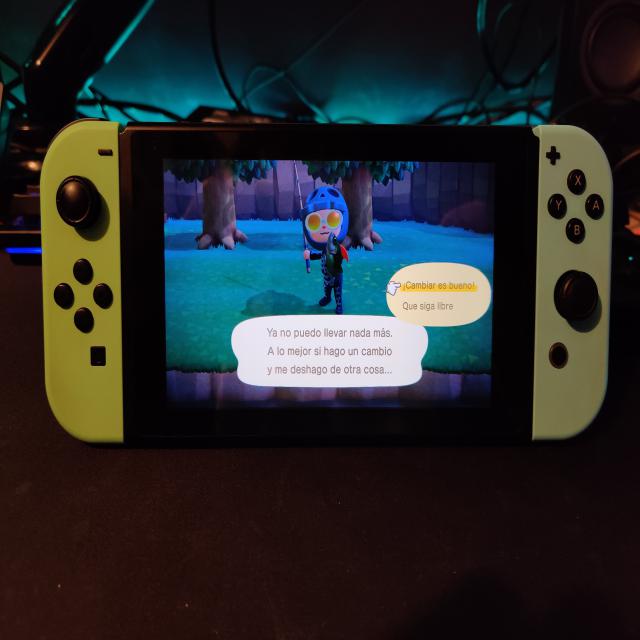 ¡Cambiar es bueno!
Que siga libre
Ya no puedo llevar nada más.
A lo mejor si hago un cambio
y me deshago de otra cosa...
X
Y
A
B